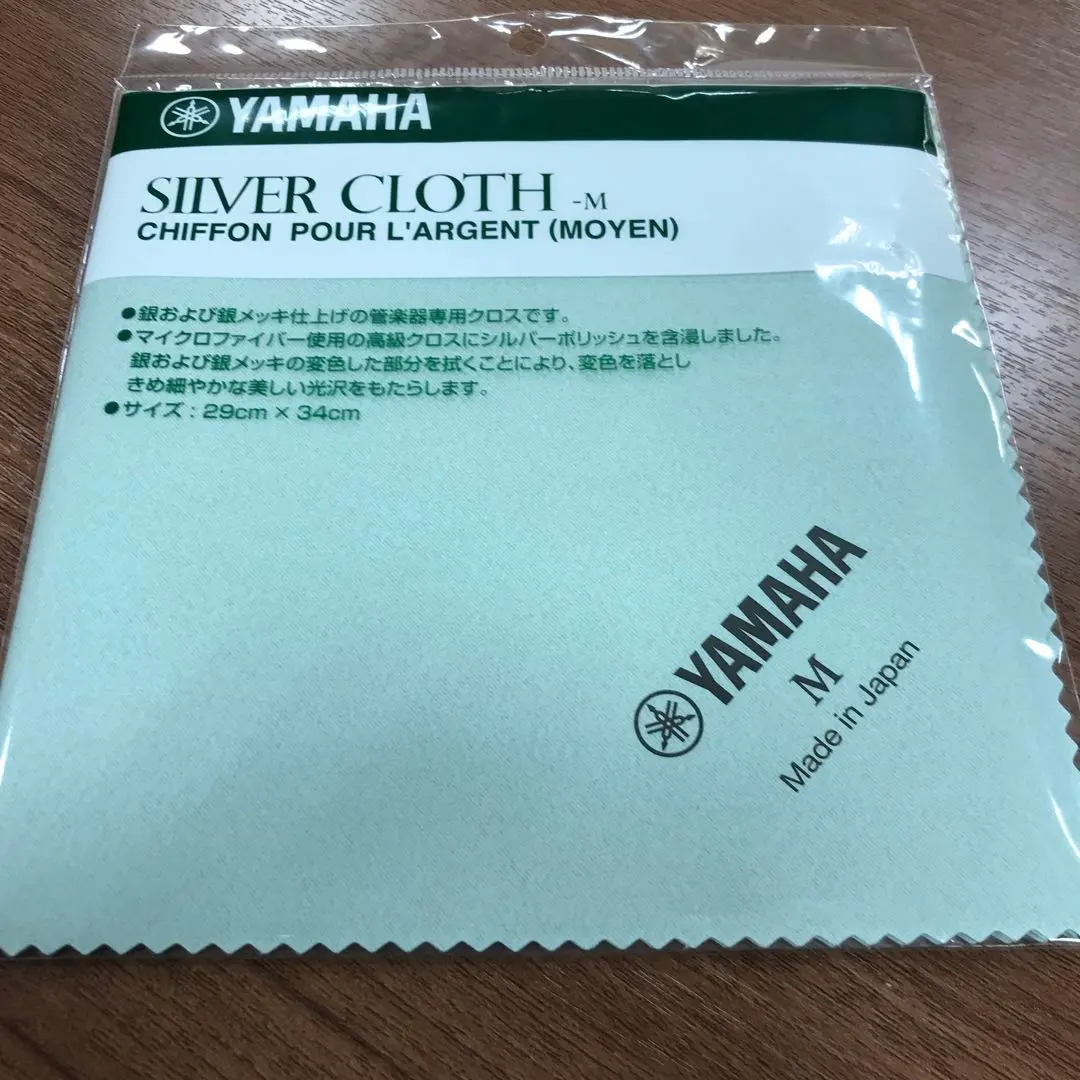 YAMAHA
SILVER CLOTH -M
CHIFFON POUR L'ARGENT (MOYEN)
●銀および銀メッキ仕上げの管楽器専用クロスです。
●マイクロファイバー使用の高級クロスにシルバーポリッシュを含浸しました。
銀および銀メッキの変色した部分を拭くことにより、変色を落とし
きめ細やかな美しい光沢をもたらします。
●サイズ：29cm × 34cm
YAMAHA
M
Made in Japan